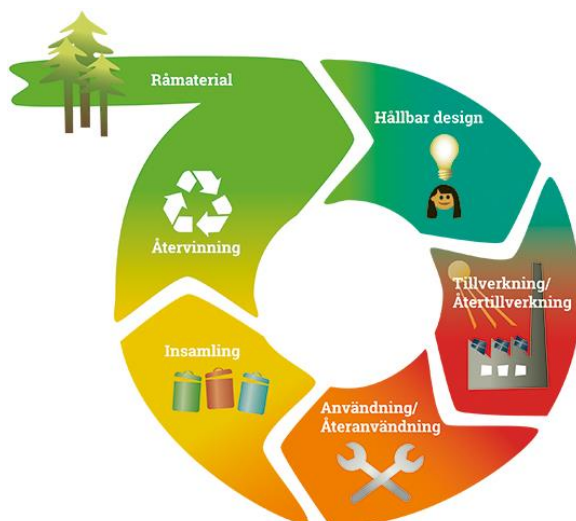 Råmaterial
Hållbar design
Tillverkning/
Återtillverkning
Användning/
Återanvändning
Insamling
Återvinning